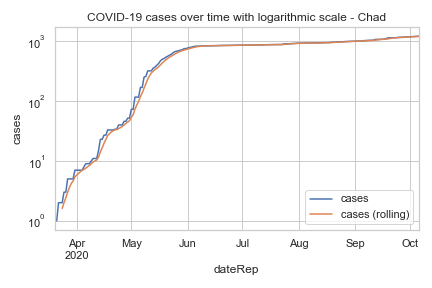 COVID-19 cases over time with logarithmic scale - Chad
cases
10³
10²
10¹
10⁰
cases
cases (rolling)
Apr
2020
May
Jun
Jul
Aug
Sep
Oct
dateRep